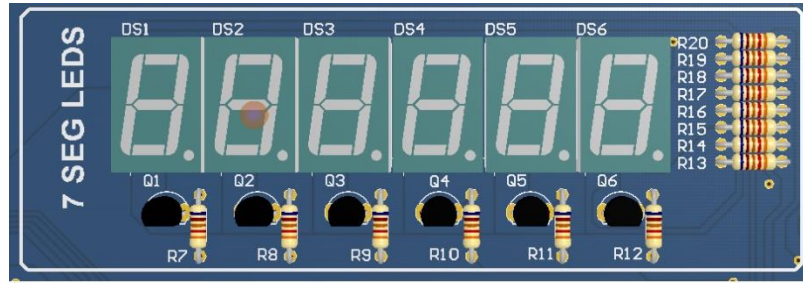 7 SEG LEDS
DS1 DS2 DS3 DS4 DS5 DS6
R20
R19
R18
R17
R16
R15
R14
R13
Q1 Q2 Q3 Q4 Q5 Q6
R7 R8 R9 R10 R11 R12